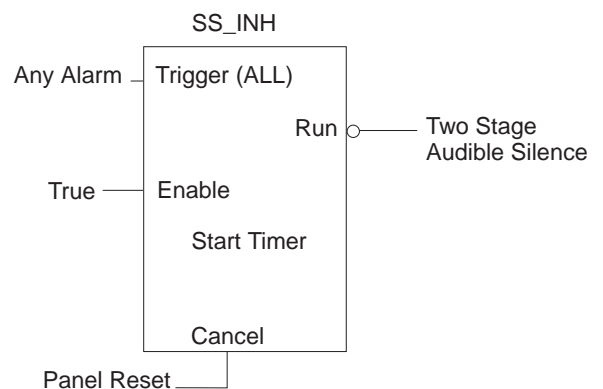 SS_INH
Any Alarm
Trigger (ALL)
Run
Two Stage
Audible Silence
True
Enable
Start Timer
Cancel
Panel Reset